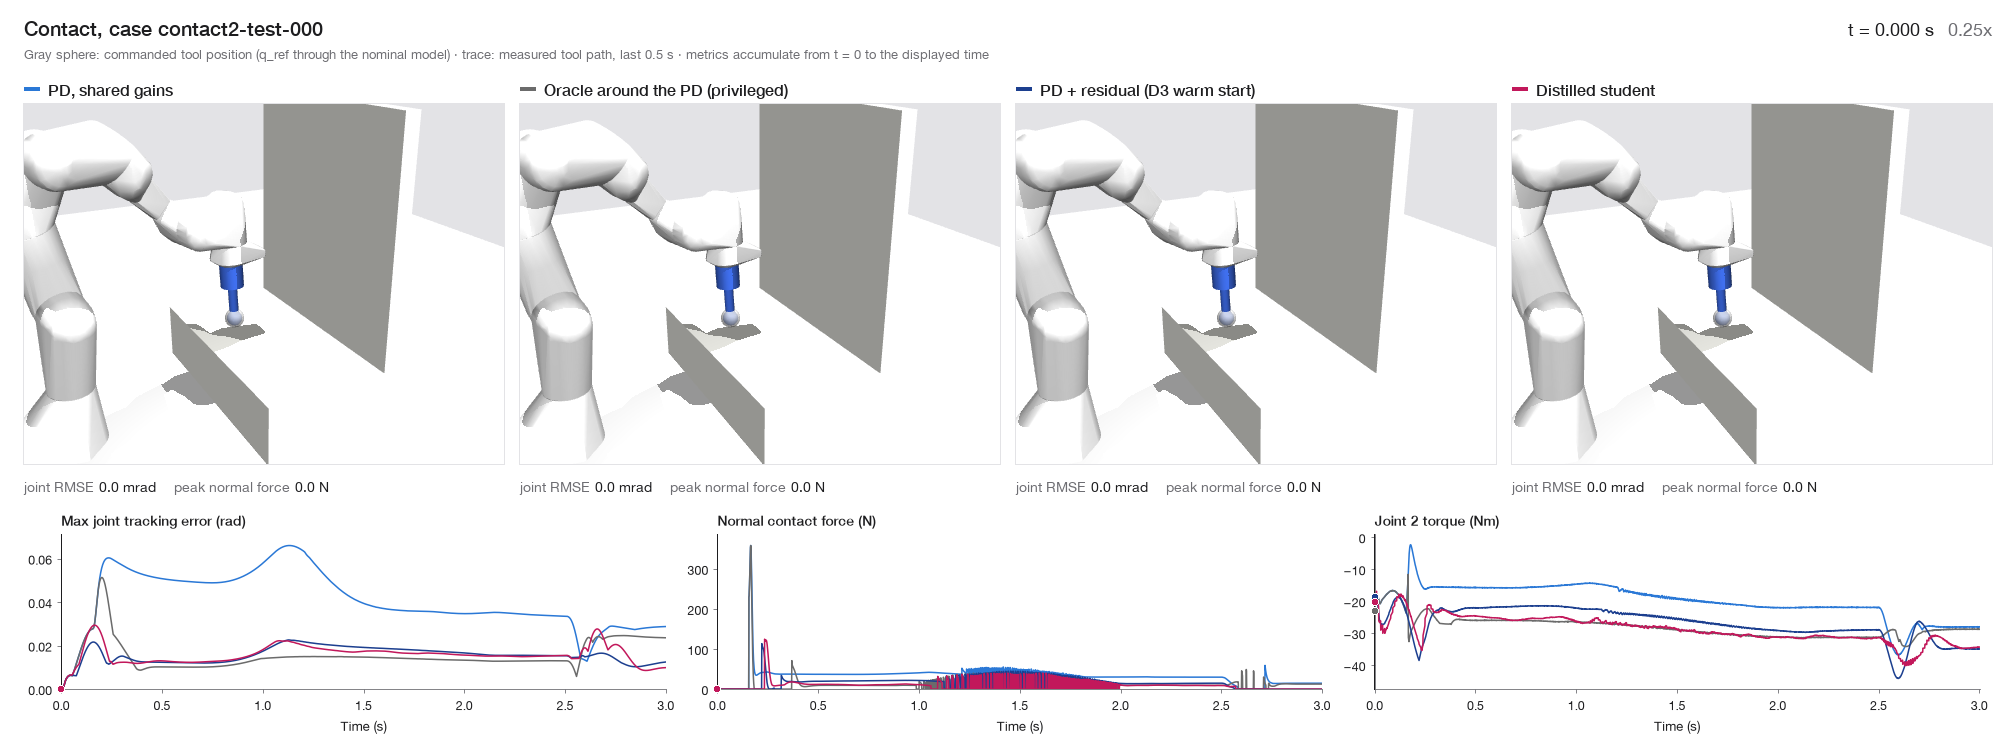 Contact, case contact2-test-000
t = 0.000 s 0.25x
Gray sphere: commanded tool position (q_ref through the nominal model) · trace: measured tool path, last 0.5 s · metrics accumulate from t = 0 to the displayed time
PD, shared gains
Oracle around the PD (privileged)
PD + residual (D3 warm start)
Distilled student
joint RMSE 0.0 mrad peak normal force 0.0 N
joint RMSE 0.0 mrad peak normal force 0.0 N
joint RMSE 0.0 mrad peak normal force 0.0 N
joint RMSE 0.0 mrad peak normal force 0.0 N
Max joint tracking error (rad)
0.06
0.04
0.02
0.00
0.0 0.5 1.0 1.5 2.0 2.5 3.0
Time (s)
Normal contact force (N)
300
200
100
0
0.0 0.5 1.0 1.5 2.0 2.5 3.0
Time (s)
Joint 2 torque (Nm)
0
−10
−20
−30
−40
0.0 0.5 1.0 1.5 2.0 2.5 3.0
Time (s)